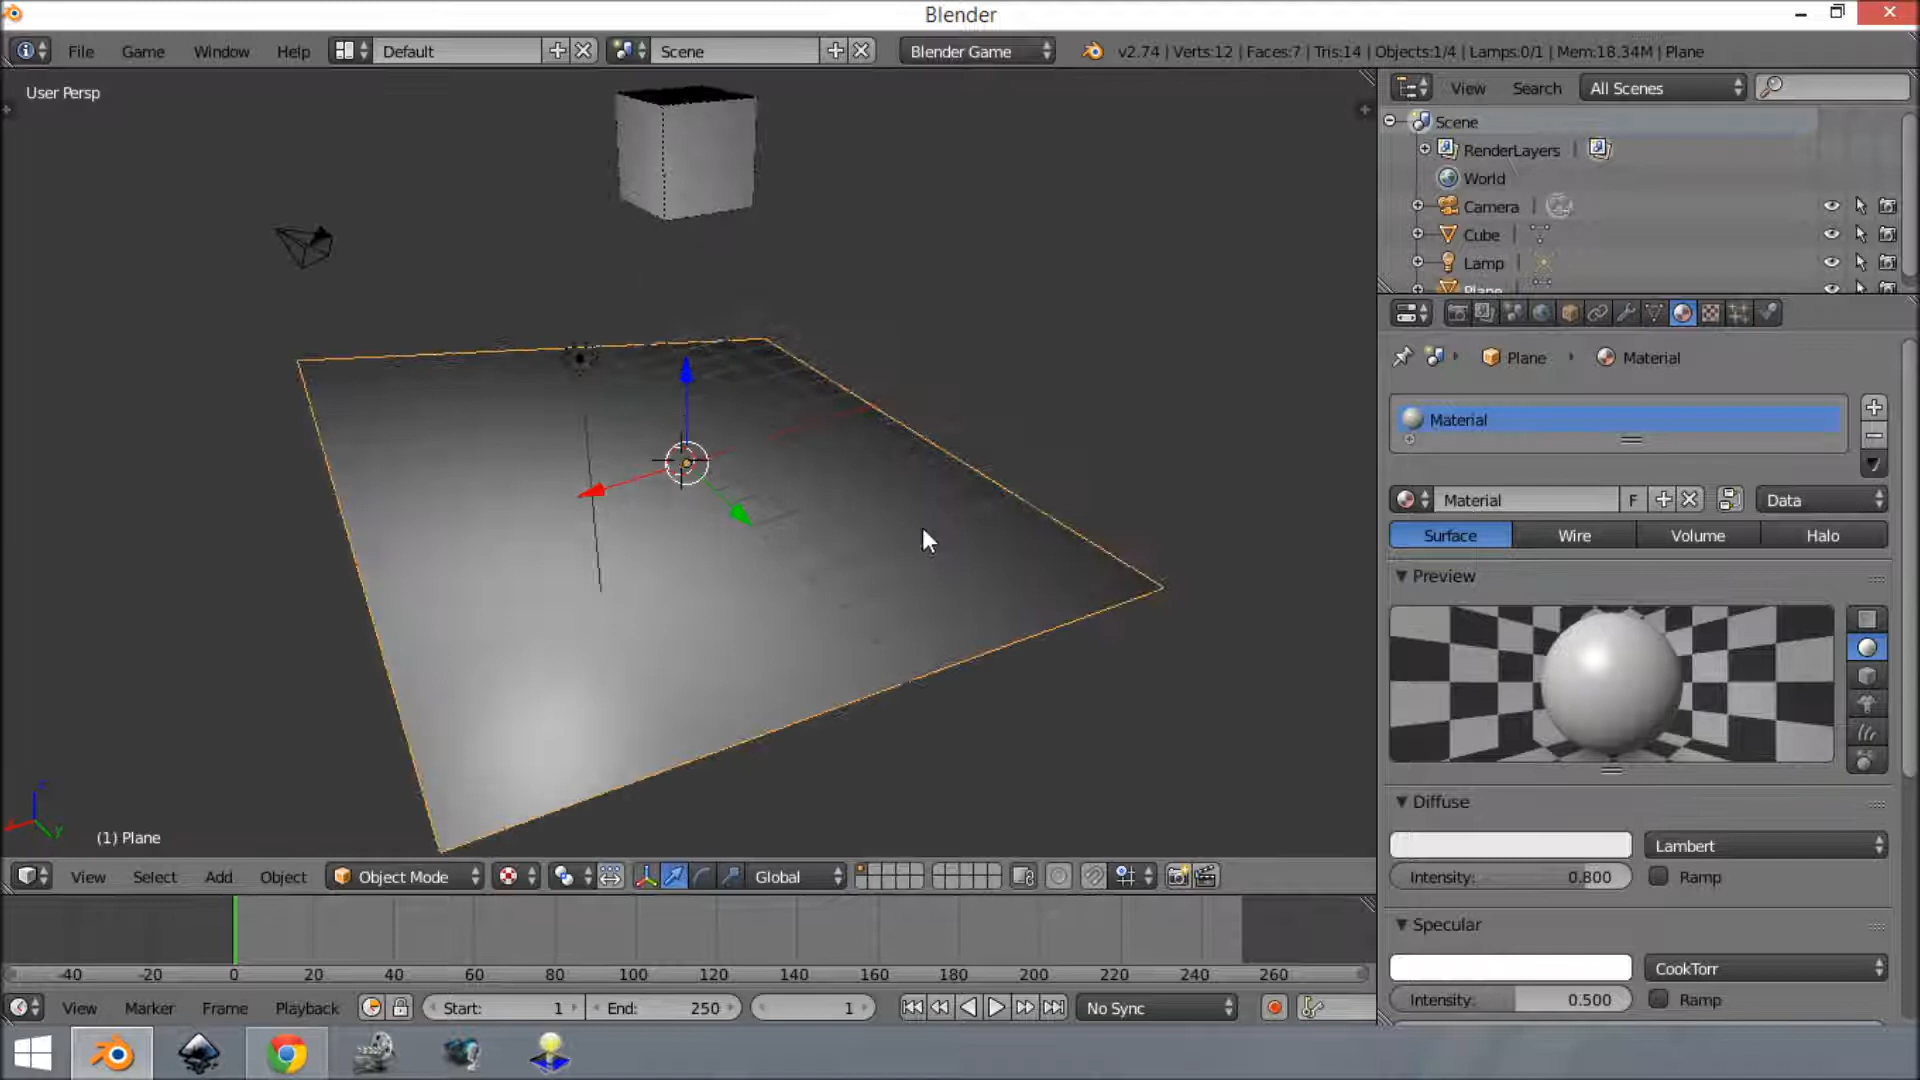 Blender
File Game Window Help Default Scene Blender Game v2.74 | Verts:12 | Faces:7 | Tris:14 | Objects:1/4 | Lamps:0/1 | Mem:18.34M | Plane
User Persp
View Search All Scenes
Scene
RenderLayers
World
Camera
Cube
Lamp
Plane
Plane Material
Material
Material F Data
Surface Wire Volume Halo
Preview
Diffuse
Lambert
Intensity: 0.800 Ramp
Specular
CookTorr
Intensity: 0.500 Ramp
(1) Plane
View Select Add Object Object Mode Global
-40 -20 0 20 40 60 80 100 120 140 160 180 200 220 240 260
View Marker Frame Playback Start: 1 End: 250 1 No Sync